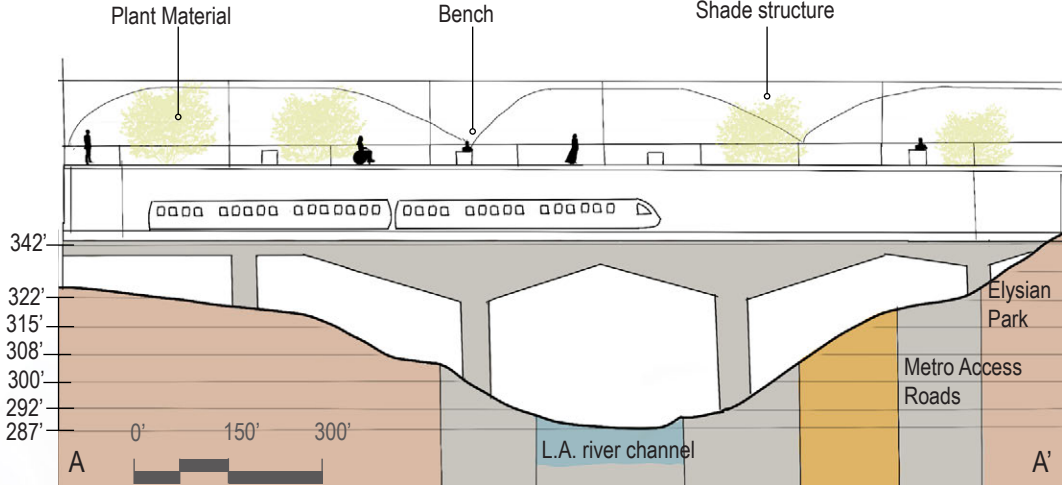 Plant Material
Bench
Shade structure
342'
322'
315'
308'
300'
292'
287'
Elysian
Park
Metro Access
Roads
0' 150' 300'
L.A. river channel
A
A'